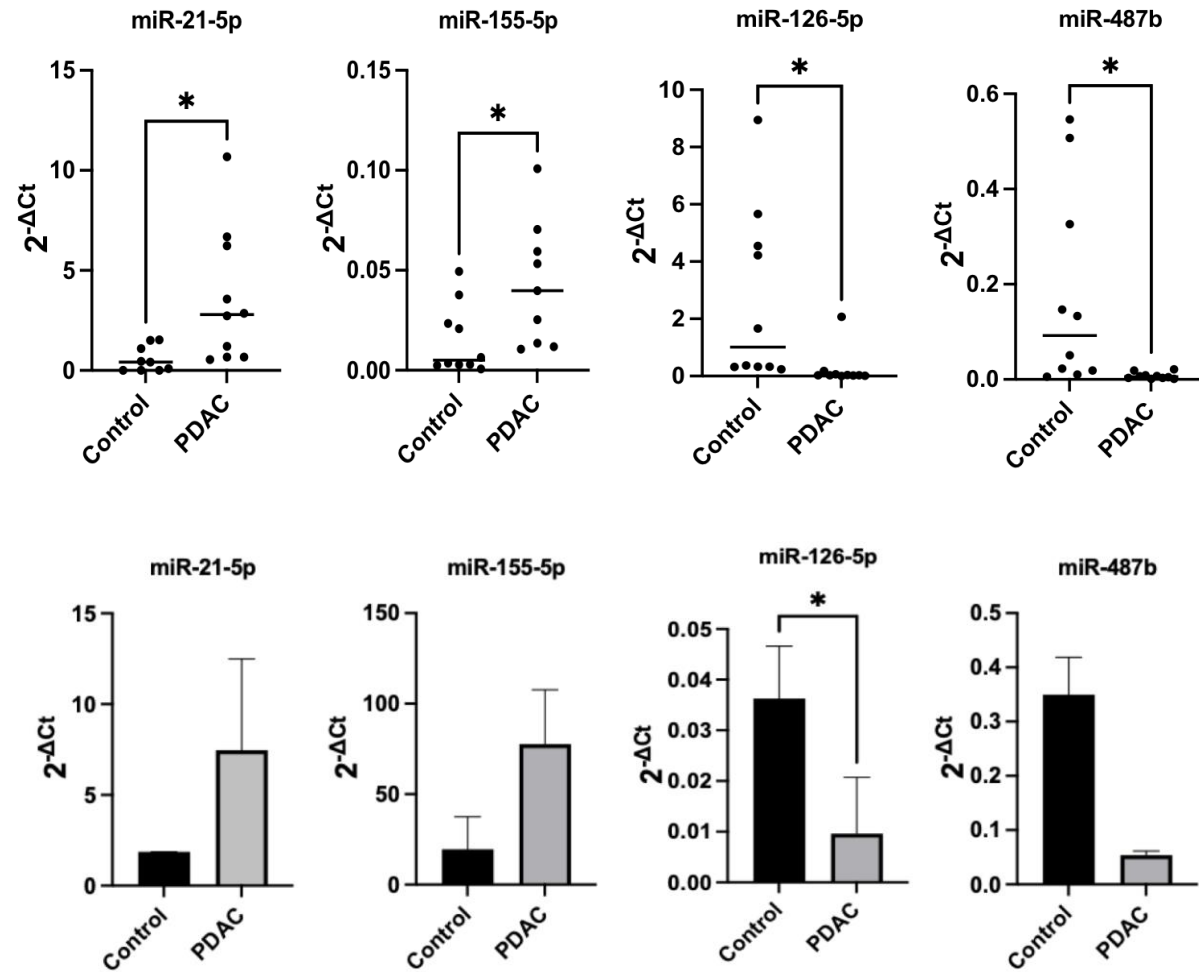 miR-21-5p
15
10
5
0
2-ΔCt
*
Control
PDAC
miR-155-5p
0.15
0.10
0.05
0.00
2-ΔCt
*
Control
PDAC
miR-126-5p
10
8
6
4
2
0
2-ΔCt
*
Control
PDAC
miR-487b
0.6
0.4
0.2
0.0
2-ΔCt
*
Control
PDAC
miR-21-5p
15
10
5
0
2-ΔCt
Control
PDAC
miR-155-5p
150
100
50
0
2-ΔCt
Control
PDAC
miR-126-5p
0.05
0.04
0.03
0.02
0.01
0.00
2-ΔCt
*
Control
PDAC
miR-487b
0.5
0.4
0.3
0.2
0.1
0.0
2-ΔCt
Control
PDAC